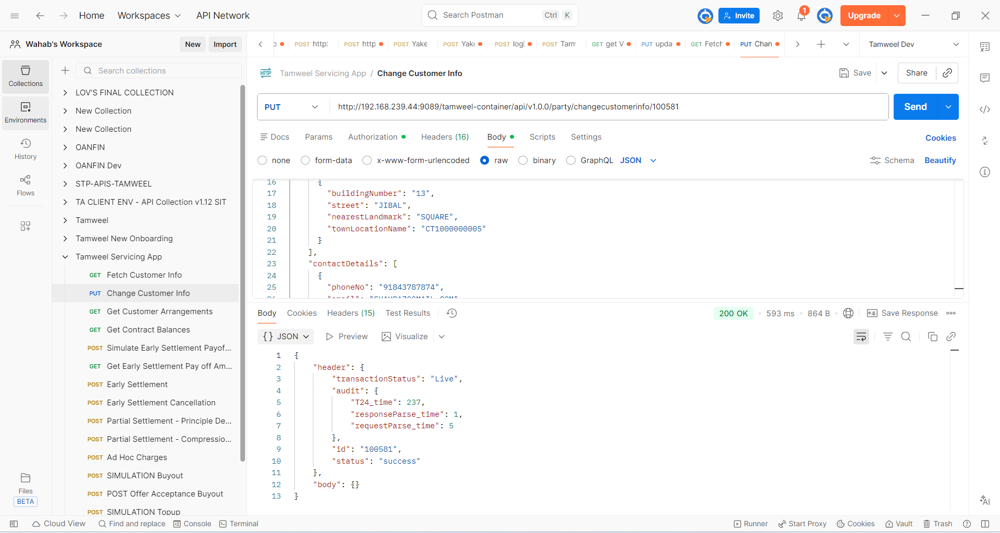 Home
Workspaces
API Network
Search Postman
Ctrl K
Invite
1
Upgrade
Wahab's Workspace
New
Import
POST http:
POST http
POST Yake
POST Yak
POST logi
POST Tam
GET get V
PUT upda
GET Fetch
PUT Chan
Tamweel Dev
Collections
Environments
History
Flows
Files
BETA
Search collections
LOV'S FINAL COLLECTION
New Collection
New Collection
OANFIN
OANFIN Dev
STP-APIS-TAMWEEL
TA CLIENT ENV - API Collection v1.12 SIT
Tamweel
Tamweel New Onboarding
Tamweel Servicing App
GET Fetch Customer Info
PUT Change Customer Info
GET Get Customer Arrangements
GET Get Contract Balances
POST Simulate Early Settlement Payof...
GET Get Early Settlement Pay off Am...
POST Early Settlement
POST Early Settlement Cancellation
POST Partial Settlement - Principle De...
POST Partial Settlement - Compressio...
POST Ad Hoc Charges
POST SIMULATION Buyout
POST POST Offer Acceptance Buyout
POST SIMULATION Topup
HTTP Tamweel Servicing App / Change Customer Info
Save
Share
PUT
http://192.168.239.44:9089/tamweel-container/api/v1.0.0/party/changecustomerinfo/100581
Send
Docs Params Authorization Headers (16) Body Scripts Settings
Cookies
none form-data x-www-form-urlencoded raw binary GraphQL JSON
Schema Beautify
16 {
17 "buildingNumber": "13",
18 "street": "JIBAL",
19 "nearestLandmark": "SQUARE",
20 "townLocationName": "CT1000000005"
21 }
22 ],
23 "contactDetails": [
24 {
25 "phoneNo": "91843787874",
Body Cookies Headers (15) Test Results
200 OK 593 ms 864 B e.g. Save Response
{} JSON Preview Visualize
1 {
2 "header": {
3 "transactionStatus": "Live",
4 "audit": {
5 "T24_time": 237,
6 "responseParse_time": 1,
7 "requestParse_time": 5
8 },
9 "id": "100581",
10 "status": "success"
11 },
12 "body": {}
13 }
AI
Cloud View Find and replace Console Terminal
Runner Start Proxy Cookies Vault Trash